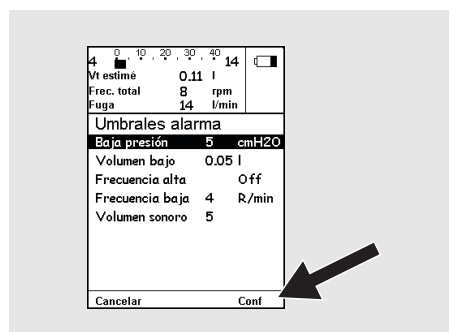 0 10 20 30 40
4 14
Vt estimé 0.11 l
Frec. total 8 rpm
Fuga 14 l/min
Umbrales alarma
Baja presión 5 cmH2O
Volumen bajo 0.05 l
Frecuencia alta Off
Frecuencia baja 4 R/min
Volumen sonoro 5
Cancelar Conf